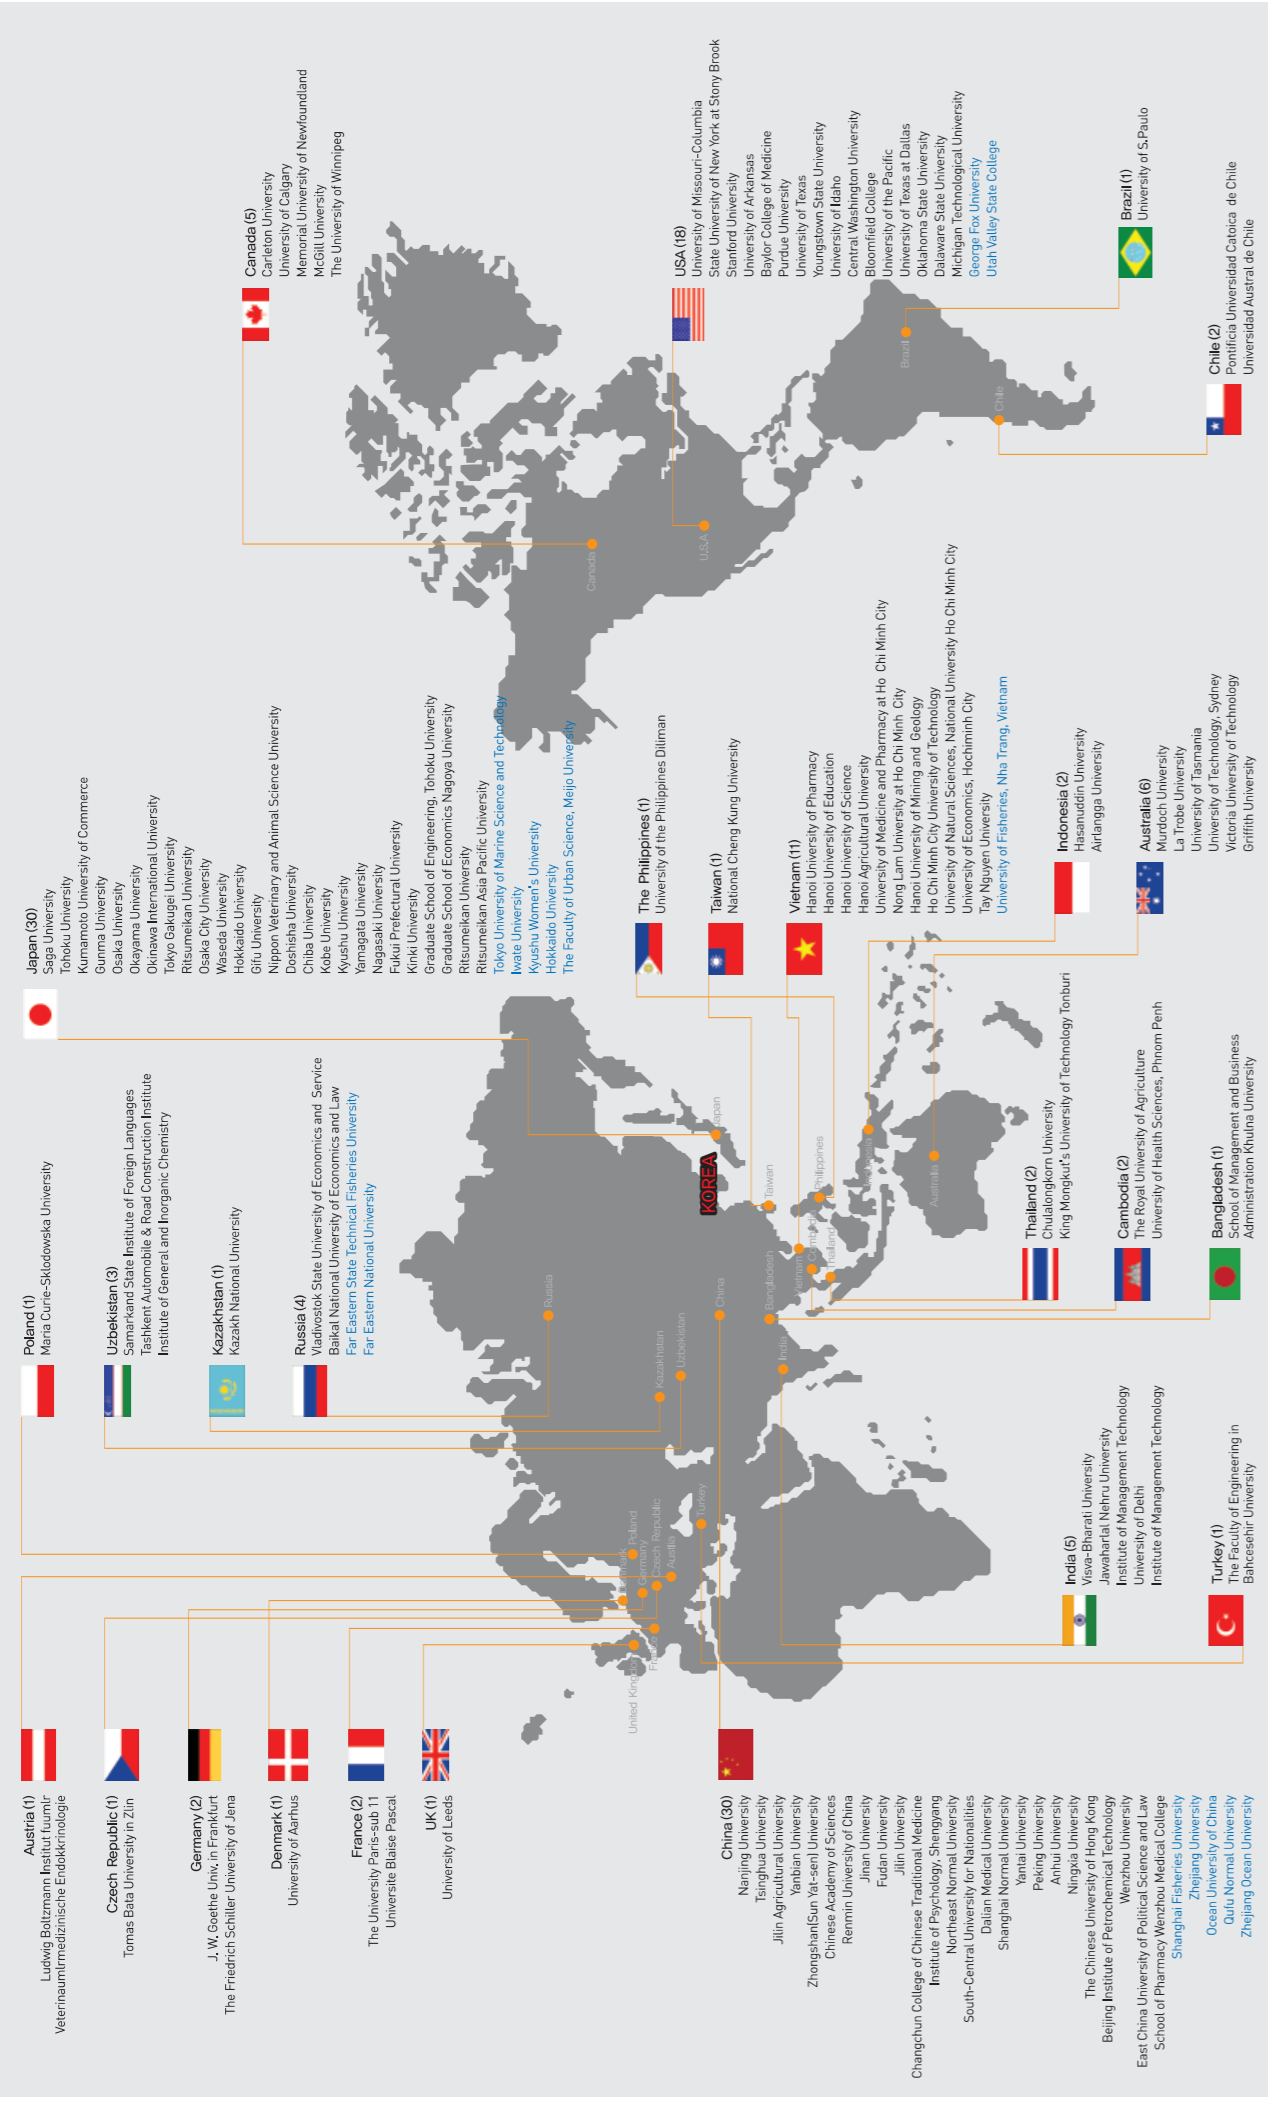 Austria (1)
Ludwig Boltzmann Institut fuumlr
Veterinaumlrmedizinische Endokkrinologie
Czech Republic (1)
Tomas Bata University in Zlin
Germany (2)
J. W. Goethe Univ. in Frankfurt
The Friedrich Schiller University of Jena
Denmark (1)
University of Aarhus
France (2)
The University Paris-sub 11
Universite Blaise Pascal
UK (1)
University of Leeds
China (30)
Nanjing University
Tsinghua University
Jilin Agricultural University
Yanbian University
Zhongshan(Sun Yat-sen) University
Chinese Academy of Sciences
Renmin University of China
Jinan University
Fudan University
Jilin University
Changchun College of Chinese Traditional Medicine
Institute of Psychology, Shengyang
Northeast Normal University
South-Central University for Nationalities
Dalian Medical University
Shanghai Normal University
Yantai University
Peking University
Anhui University
Ningxia University
The Chinese University of Hong Kong
Beijing Institute of Petrochemical Technology
Wenzhou University
East China University of Political Science and Law
School of Pharmacy Wenzhou Medical College
Shanghai Fisheries University
Zhejiang University
Ocean University of China
Qufu Normal University
Zhejiang Ocean University
Poland (1)
Maria Curie-Sklodowska University
Uzbekistan (3)
Samarkand State Institute of Foreign Languages
Tashkent Automobile & Road Construction Institute
Institute of General and Inorganic Chemistry
Kazakhstan (1)
Kazakh National University
Russia (4)
Vladivostok State University of Economics and Service
Baikal National University of Economics and Law
Far Eastern State Technical Fisheries University
Far Eastern National University
India (5)
Visva-Bharati University
Jawaharlal Nehru University
Institute of Management Technology
University of Delhi
Institute of Management Technology
Turkey (1)
The Faculty of Engineering in
Bahcesehir University
Thailand (2)
Chulalongkorn University
King Mongkut's University of Technology Tonburi
Cambodia (2)
The Royal University of Agriculture
University of Health Sciences, Phnom Penh
Bangladesh (1)
School of Management and Business
Administration Khulna University
Japan (30)
Saga University
Tohoku University
Kumamoto University of Commerce
Gunma University
Osaka University
Okayama University
Okinawa International University
Tokyo Gakugei University
Ritsumeikan University
Osaka City University
Waseda University
Hokkaido University
Gifu University
Nippon Veterinary and Animal Science University
Doshisha University
Chiba University
Kobe University
Kyushu University
Yamagata University
Nagasaki University
Fukui Prefectural University
Kinki University
Graduate School of Engineering, Tohoku University
Graduate School of Economics Nagoya University
Ritsumeikan University
Ritsumeikan Asia Pacific University
Tokyo University of Marine Science and Technology
Iwate University
Kyushu Women's University
Hokkaido University
The Faculty of Urban Science, Meijo University
The Philippines (1)
University of the Philippines Diliman
Taiwan (1)
National Cheng Kung University
Vietnam (11)
Hanoi University of Pharmacy
Hanoi University of Education
Hanoi University of Science
Hanoi Agricultural University
University of Medicine and Pharmacy at Ho Chi Minh City
Nong Lam University at Ho Chi Minh City
Hanoi University of Mining and Geology
Ho Chi Minh City University of Technology
University of Natural Sciences, National University Ho Chi Minh City
University of Economics, Hochiminh City
Tay Nguyen University
University of Fisheries, Nha Trang, Vietnam
Indonesia (2)
Hasanuddin University
Airlangga University
Australia (6)
Murdoch University
La Trobe University
University of Tasmania
University of Technology, Sydney
Victoria University of Technology
Griffith University
Canada (5)
Carleton University
University of Calgary
Memorial University of Newfoundland
McGill University
The University of Winnipeg
USA (18)
University of Missouri-Columbia
State University of New York at Stony Brook
Stanford University
University of Arkansas
Baylor College of Medicine
Purdue University
University of Texas
Youngstown State University
University of Idaho
Central Washington University
Bloomfield College
University of the Pacific
University of Texas at Dallas
Oklahoma State University
Dalaware State University
Michigan Technological University
George Fox University
Utah Valley State College
Brazil (1)
University of S.Paulo
Chile (2)
Pontificia Universidad Catoica de Chile
Universidad Austral de Chile
United Kingdom
France
Denmark
Germany
Poland
Czech Republic
Austria
Turkey
Russia
Kazakhstan
Uzbekistan
China
India
Bangladesh
Vietnam
Cambodia
Thailand
Philippines
Taiwan
KOREA
Japan
Indonesia
Australia
Canada
U.S.A
Brazil
Chile